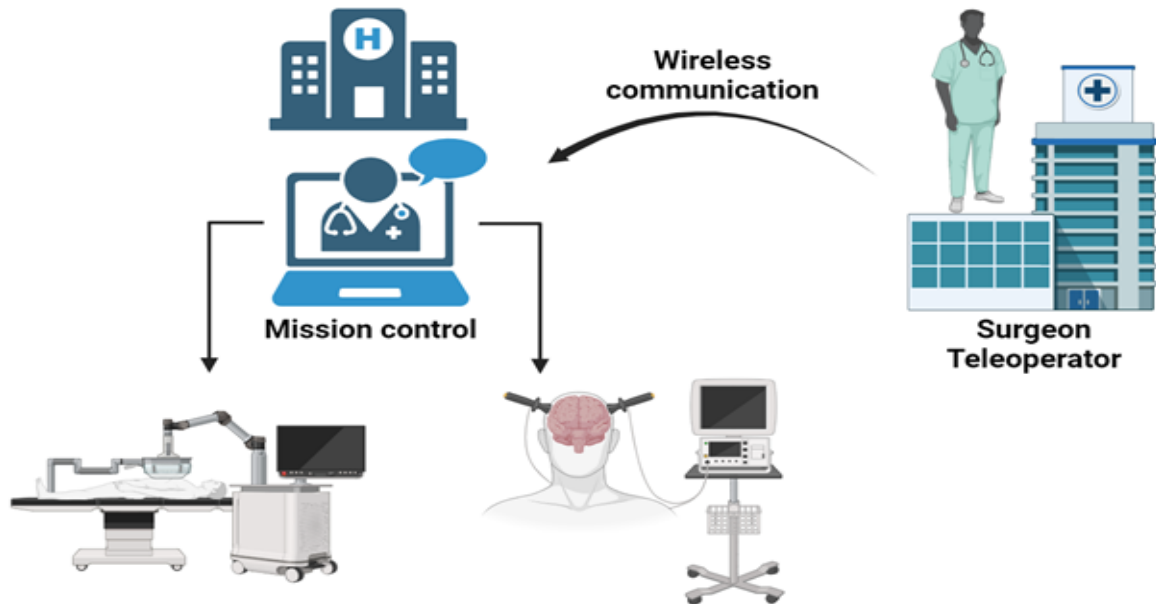 H
Wireless
communication
Mission control
Surgeon
Teleoperator